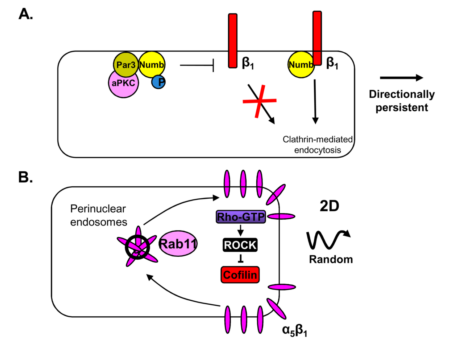 A.
Par3
Numb
aPKC
P
β1
Numb
β1
Clathrin-mediated
endocytosis
Directionally
persistent
B.
Perinuclear
endosomes
Rab11
Rho-GTP
ROCK
Cofilin
2D
Random
α5β1